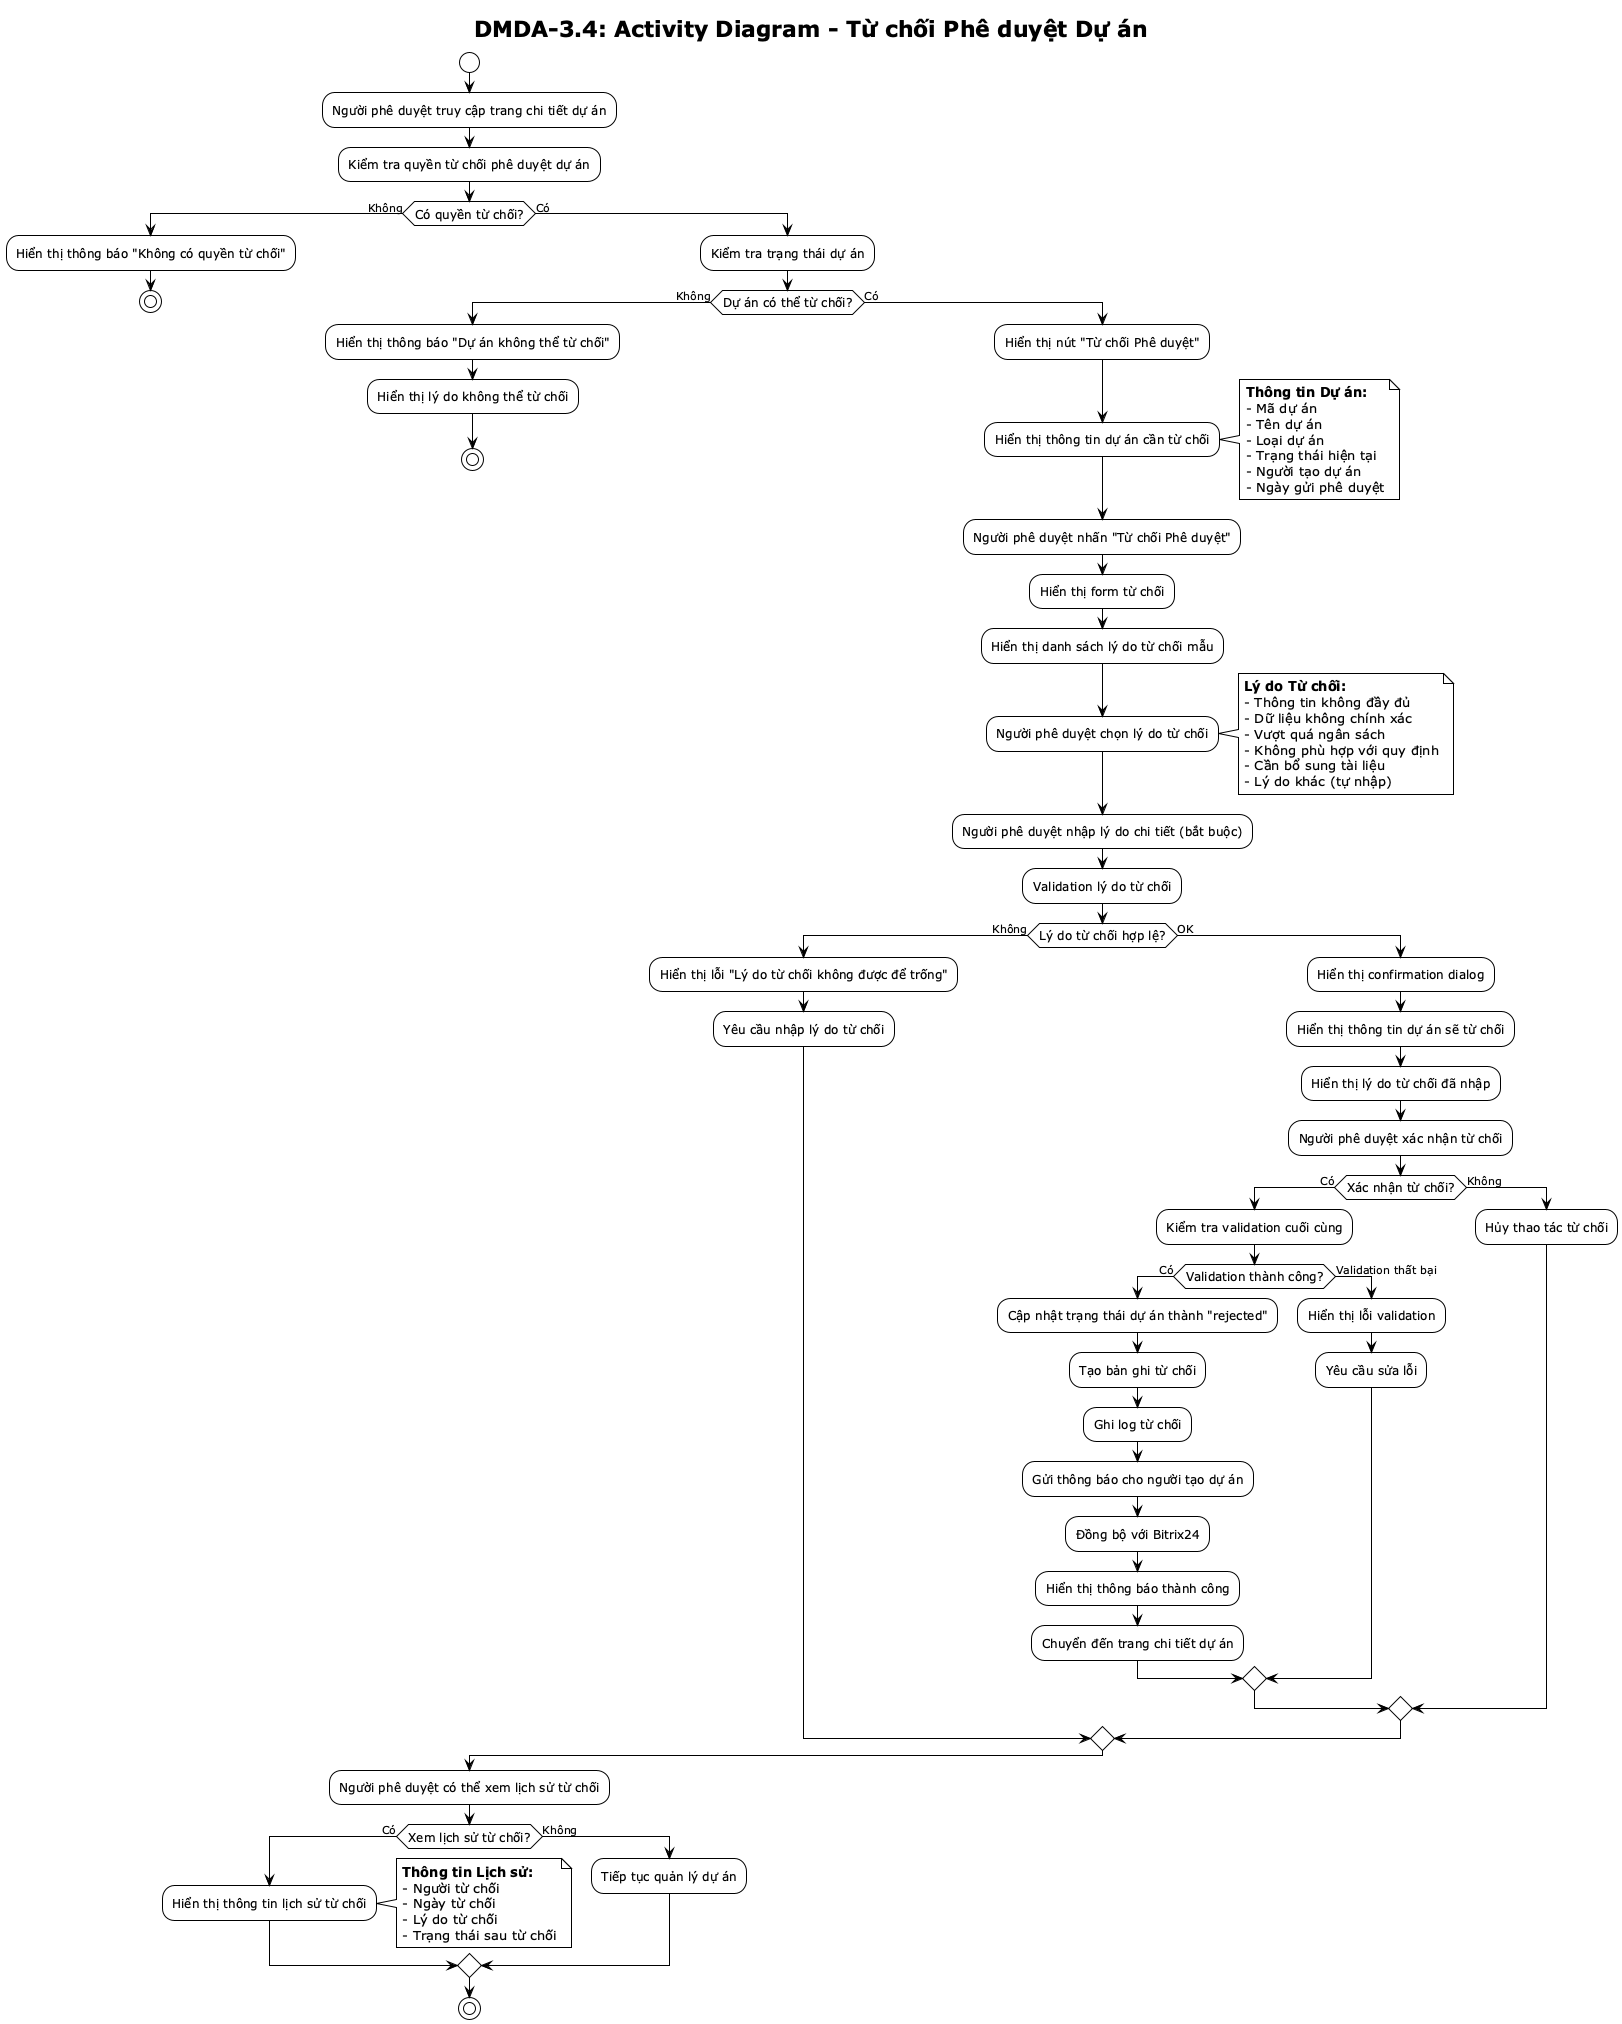 DMDA-3.4: Activity Diagram - Từ chối Phê duyệt Dự án
Người phê duyệt truy cập trang chi tiết dự án
Kiểm tra quyền từ chối phê duyệt dự án
Không
Có quyền từ chối?
Có
Hiển thị thông báo "Không có quyền từ chối"
Kiểm tra trạng thái dự án
Không
Dự án có thể từ chối?
Có
Hiển thị thông báo "Dự án không thể từ chối"
Hiển thị lý do không thể từ chối
Hiển thị nút "Từ chối Phê duyệt"
Hiển thị thông tin dự án cần từ chối
Thông tin Dự án:
- Mã dự án
- Tên dự án
- Loại dự án
- Trạng thái hiện tại
- Người tạo dự án
- Ngày gửi phê duyệt
Người phê duyệt nhấn "Từ chối Phê duyệt"
Hiển thị form từ chối
Hiển thị danh sách lý do từ chối mẫu
Người phê duyệt chọn lý do từ chối
Lý do Từ chối:
- Thông tin không đầy đủ
- Dữ liệu không chính xác
- Vượt quá ngân sách
- Không phù hợp với quy định
- Cần bổ sung tài liệu
- Lý do khác (tự nhập)
Người phê duyệt nhập lý do chi tiết (bắt buộc)
Validation lý do từ chối
Không
Lý do từ chối hợp lệ?
OK
Hiển thị lỗi "Lý do từ chối không được để trống"
Yêu cầu nhập lý do từ chối
Hiển thị confirmation dialog
Hiển thị thông tin dự án sẽ từ chối
Hiển thị lý do từ chối đã nhập
Người phê duyệt xác nhận từ chối
Có
Xác nhận từ chối?
Không
Kiểm tra validation cuối cùng
Hủy thao tác từ chối
Có
Validation thành công?
Validation thất bại
Cập nhật trạng thái dự án thành "rejected"
Tạo bản ghi từ chối
Ghi log từ chối
Gửi thông báo cho người tạo dự án
Đồng bộ với Bitrix24
Hiển thị thông báo thành công
Chuyển đến trang chi tiết dự án
Hiển thị lỗi validation
Yêu cầu sửa lỗi
Người phê duyệt có thể xem lịch sử từ chối
Có
Xem lịch sử từ chối?
Không
Hiển thị thông tin lịch sử từ chối
Thông tin Lịch sử:
- Người từ chối
- Ngày từ chối
- Lý do từ chối
- Trạng thái sau từ chối
Tiếp tục quản lý dự án